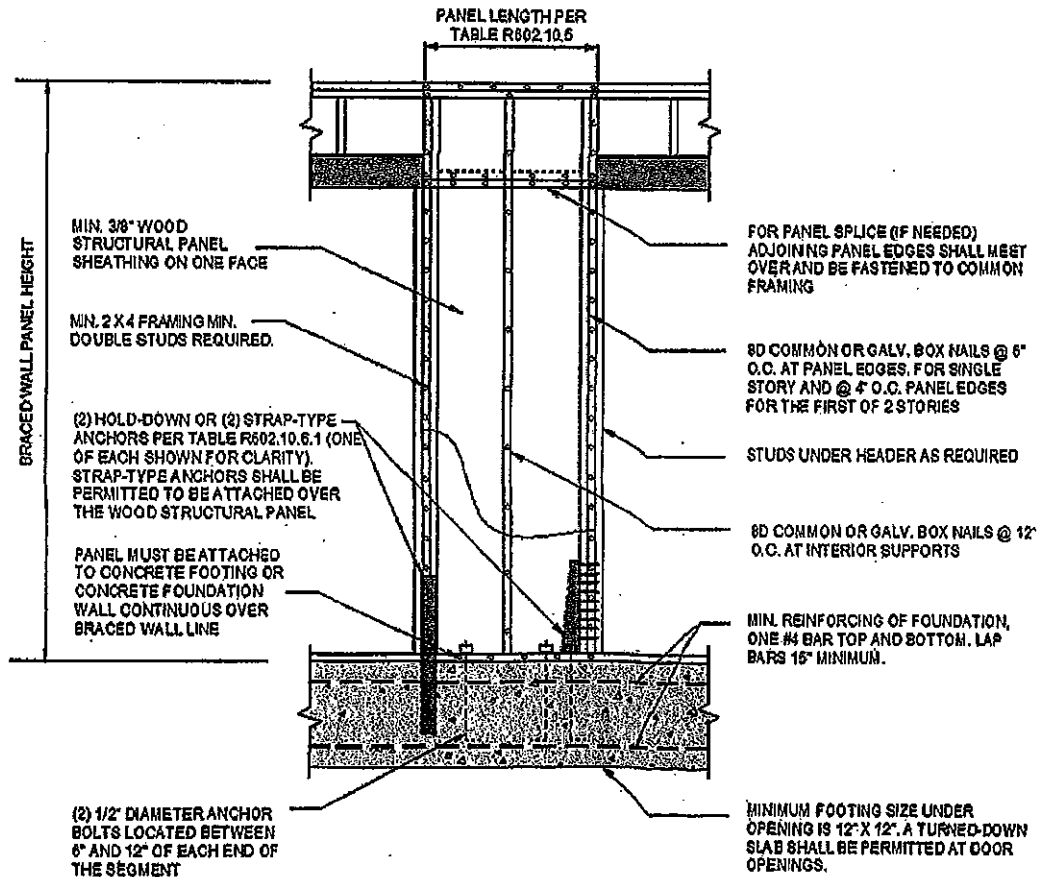 PANEL LENGTH PER
TABLE R602.10.5
BRACED WALL PANEL HEIGHT
MIN. 3/8" WOOD
STRUCTURAL PANEL
SHEATHING ON ONE FACE
MIN. 2 X 4 FRAMING MIN.
DOUBLE STUDS REQUIRED.
(2) HOLD-DOWN OR (2) STRAP-TYPE
ANCHORS PER TABLE R602.10.6.1 (ONE
OF EACH SHOWN FOR CLARITY).
STRAP-TYPE ANCHORS SHALL BE
PERMITTED TO BE ATTACHED OVER
THE WOOD STRUCTURAL PANEL
PANEL MUST BE ATTACHED
TO CONCRETE FOOTING OR
CONCRETE FOUNDATION
WALL CONTINUOUS OVER
BRACED WALL LINE
(2) 1/2" DIAMETER ANCHOR
BOLTS LOCATED BETWEEN
6" AND 12" OF EACH END OF
THE SEGMENT
FOR PANEL SPLICE (IF NEEDED)
ADJOINING PANEL EDGES SHALL MEET
OVER AND BE FASTENED TO COMMON
FRAMING
8D COMMON OR GALV. BOX NAILS @ 6"
O.C. AT PANEL EDGES. FOR SINGLE
STORY AND @ 4" O.C. PANEL EDGES
FOR THE FIRST OF 2 STORIES
STUDS UNDER HEADER AS REQUIRED
8D COMMON OR GALV. BOX NAILS @ 12"
O.C. AT INTERIOR SUPPORTS
MIN. REINFORCING OF FOUNDATION,
ONE #4 BAR TOP AND BOTTOM. LAP
BARS 15" MINIMUM.
MINIMUM FOOTING SIZE UNDER
OPENING IS 12" X 12". A TURNED-DOWN
SLAB SHALL BE PERMITTED AT DOOR
OPENINGS.